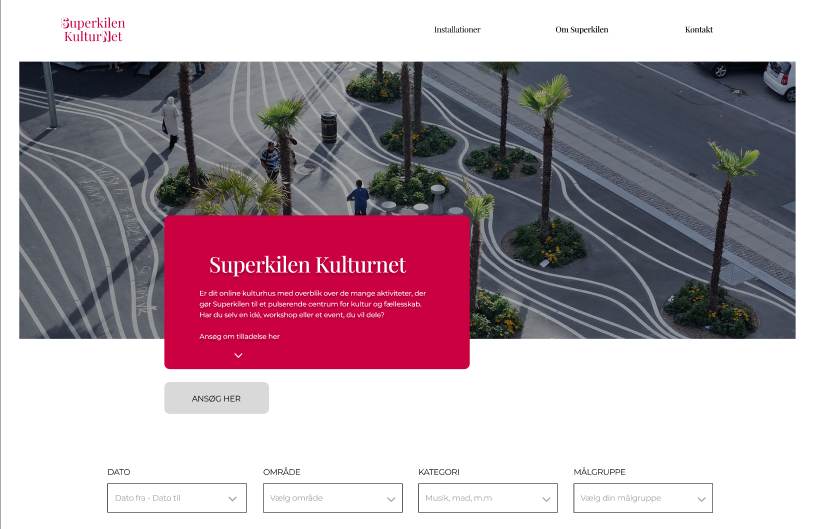 Superkilen
KulturNet
Installationer
Om Superkilen
Kontakt
Superkilen Kulturnet
Er dit online kulturhus med overblik over de mange aktiviteter, der
gør Superkilen til et pulserende centrum for kultur og fællesskab.
Har du selv en idé, workshop eller et event, du vil dele?
Ansøg om tilladelse her
ANSØG HER
DATO
OMRÅDE
KATEGORI
MÅLGRUPPE
Dato fra - Dato til
Vælg område
Musik, mad, m.m
Vælg din målgruppe